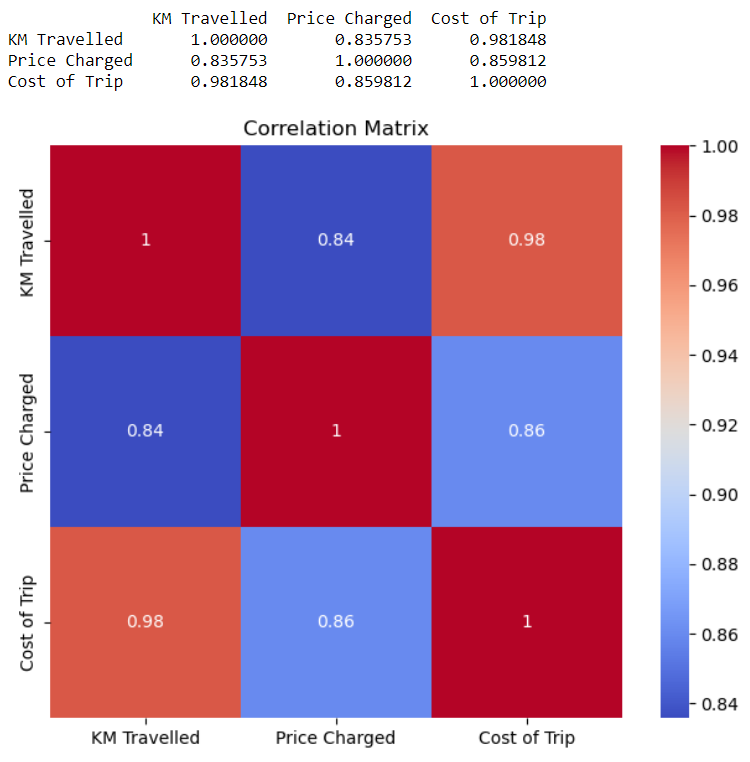 KM Travelled Price Charged Cost of Trip
KM Travelled 1.000000 0.835753 0.981848
Price Charged 0.835753 1.000000 0.859812
Cost of Trip 0.981848 0.859812 1.000000
Correlation Matrix
1.00
KM Travelled
1 0.84 0.98
0.98
0.96
0.94
Price Charged
0.84 1 0.86
0.92
0.90
0.88
Cost of Trip
0.98 0.86 1
0.86
0.84
KM Travelled Price Charged Cost of Trip